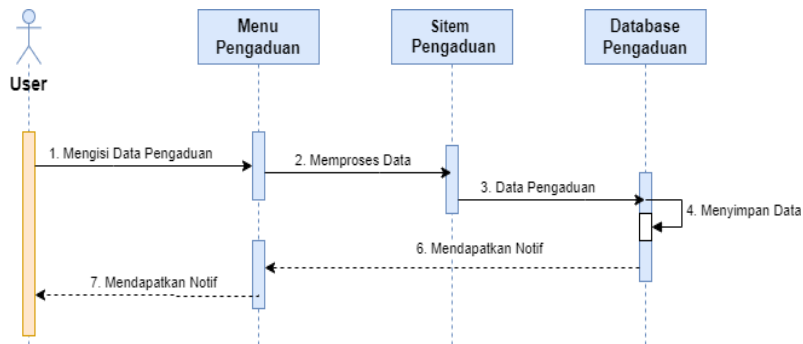 Menu
Pengaduan
Sitem
Pengaduan
Database
Pengaduan
User
1. Mengisi Data Pengaduan
2. Memproses Data
3. Data Pengaduan
4. Menyimpan Data
6. Mendapatkan Notif
7. Mendapatkan Notif